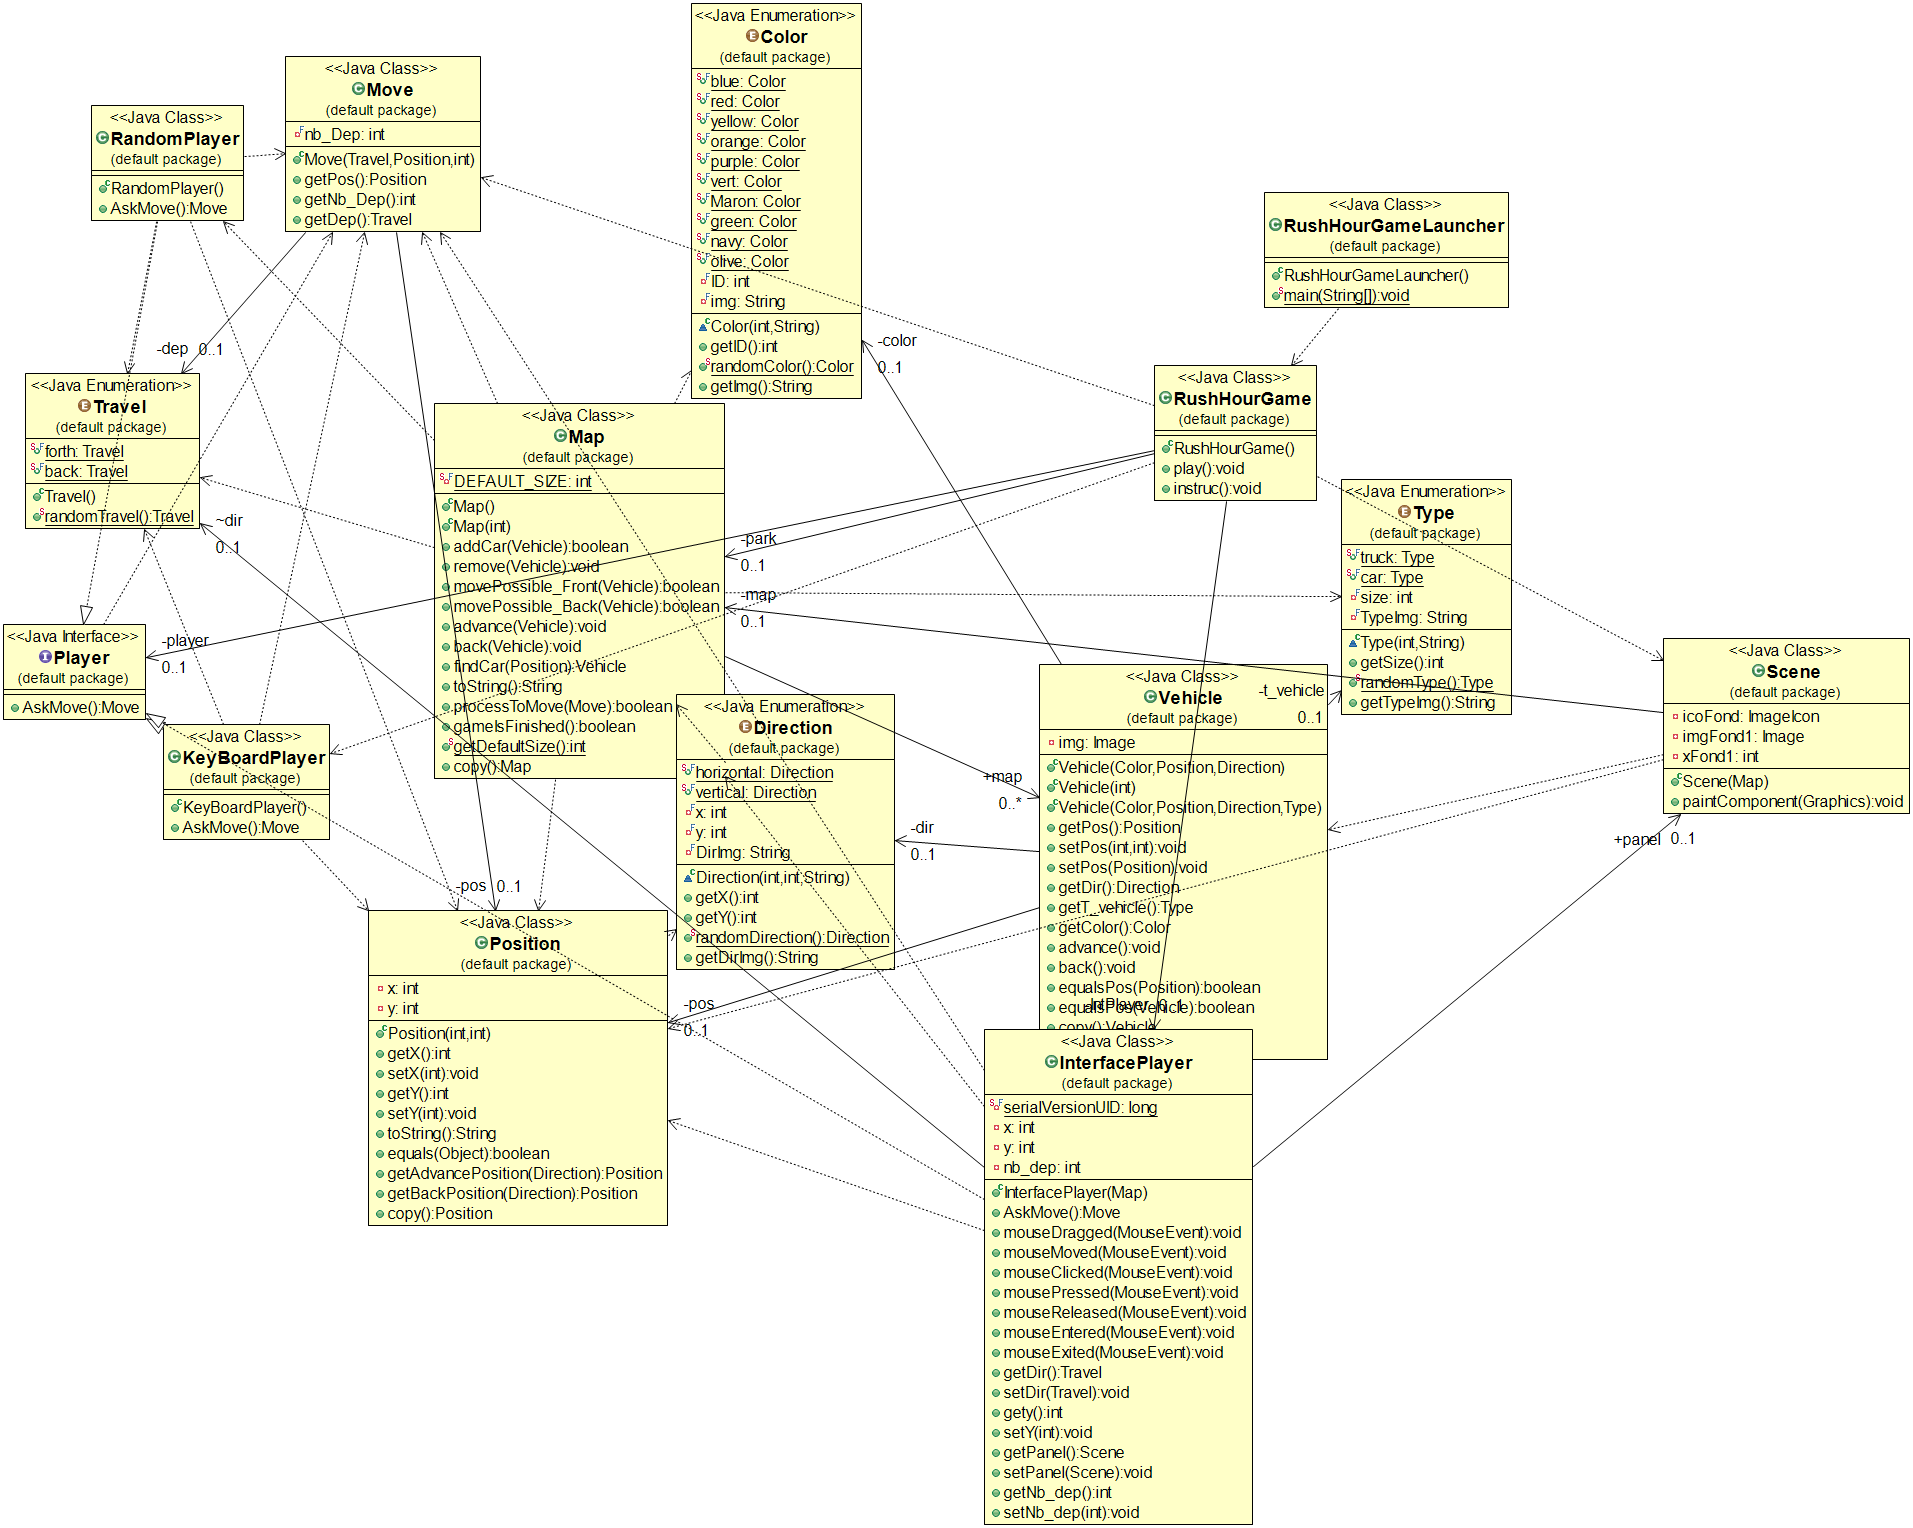 <<Java Enumeration>>
Color
(default package)
blue: Color
red: Color
yellow: Color
orange: Color
purple: Color
vert: Color
Maron: Color
green: Color
navy: Color
olive: Color
ID: int
img: String
Color(int,String)
getID():int
randomColor():Color
getImg():String
<<Java Class>>
Move
(default package)
nb_Dep: int
Move(Travel,Position,int)
getPos():Position
getNb_Dep():int
getDep():Travel
<<Java Class>>
RandomPlayer
(default package)
RandomPlayer()
AskMove():Move
<<Java Class>>
RushHourGameLauncher
(default package)
RushHourGameLauncher()
main(String[]):void
-dep 0..1
-color
0..1
<<Java Enumeration>>
Travel
(default package)
forth: Travel
back: Travel
Travel()
randomTravel():Travel
~dir
0..1
<<Java Class>>
Map
(default package)
DEFAULT_SIZE: int
Map()
Map(int)
addCar(Vehicle):boolean
remove(Vehicle):void
movePossible_Front(Vehicle):boolean
movePossible_Back(Vehicle):boolean
advance(Vehicle):void
back(Vehicle):void
findCar(Position):Vehicle
toString():String
processToMove(Move):boolean
gameIsFinished():boolean
getDefaultSize():int
copy():Map
<<Java Class>>
RushHourGame
(default package)
RushHourGame()
play():void
instruc():void
-park
0..1
-map
0..1
<<Java Enumeration>>
Type
(default package)
truck: Type
car: Type
size: int
TypeImg: String
Type(int,String)
getSize():int
randomType():Type
getTypeImg():String
<<Java Interface>>
Player
(default package)
AskMove():Move
-player
0..1
<<Java Class>>
Scene
(default package)
icoFond: ImageIcon
imgFond1: Image
xFond1: int
Scene(Map)
paintComponent(Graphics):void
+panel 0..1
<<Java Class>>
KeyBoardPlayer
(default package)
KeyBoardPlayer()
AskMove():Move
<<Java Enumeration>>
Direction
(default package)
horizontal: Direction
vertical: Direction
x: int
y: int
DirImg: String
Direction(int,int,String)
getX():int
getY():int
randomDirection():Direction
getDirImg():String
+map
0..*
-dir
0..1
<<Java Class>>
Vehicle
(default package)
-t_vehicle
0..1
img: Image
Vehicle(Color,Position,Direction)
Vehicle(int)
Vehicle(Color,Position,Direction,Type)
getPos():Position
setPos(int,int):void
setPos(Position):void
getDir():Direction
getT_vehicle():Type
getColor():Color
advance():void
back():void
equalsPos(Position):boolean
equalsPos(Vehicle):boolean
copy():Vehicle
-IntPlayer 0..1
-pos 0..1
<<Java Class>>
Position
(default package)
x: int
y: int
Position(int,int)
getX():int
setX(int):void
getY():int
setY(int):void
toString():String
equals(Object):boolean
getAdvancePosition(Direction):Position
getBackPosition(Direction):Position
copy():Position
-pos
0..1
<<Java Class>>
InterfacePlayer
(default package)
serialVersionUID: long
x: int
y: int
nb_dep: int
InterfacePlayer(Map)
AskMove():Move
mouseDragged(MouseEvent):void
mouseMoved(MouseEvent):void
mouseClicked(MouseEvent):void
mousePressed(MouseEvent):void
mouseReleased(MouseEvent):void
mouseEntered(MouseEvent):void
mouseExited(MouseEvent):void
getDir():Travel
setDir(Travel):void
gety():int
setY(int):void
getPanel():Scene
setPanel(Scene):void
getNb_dep():int
setNb_dep(int):void